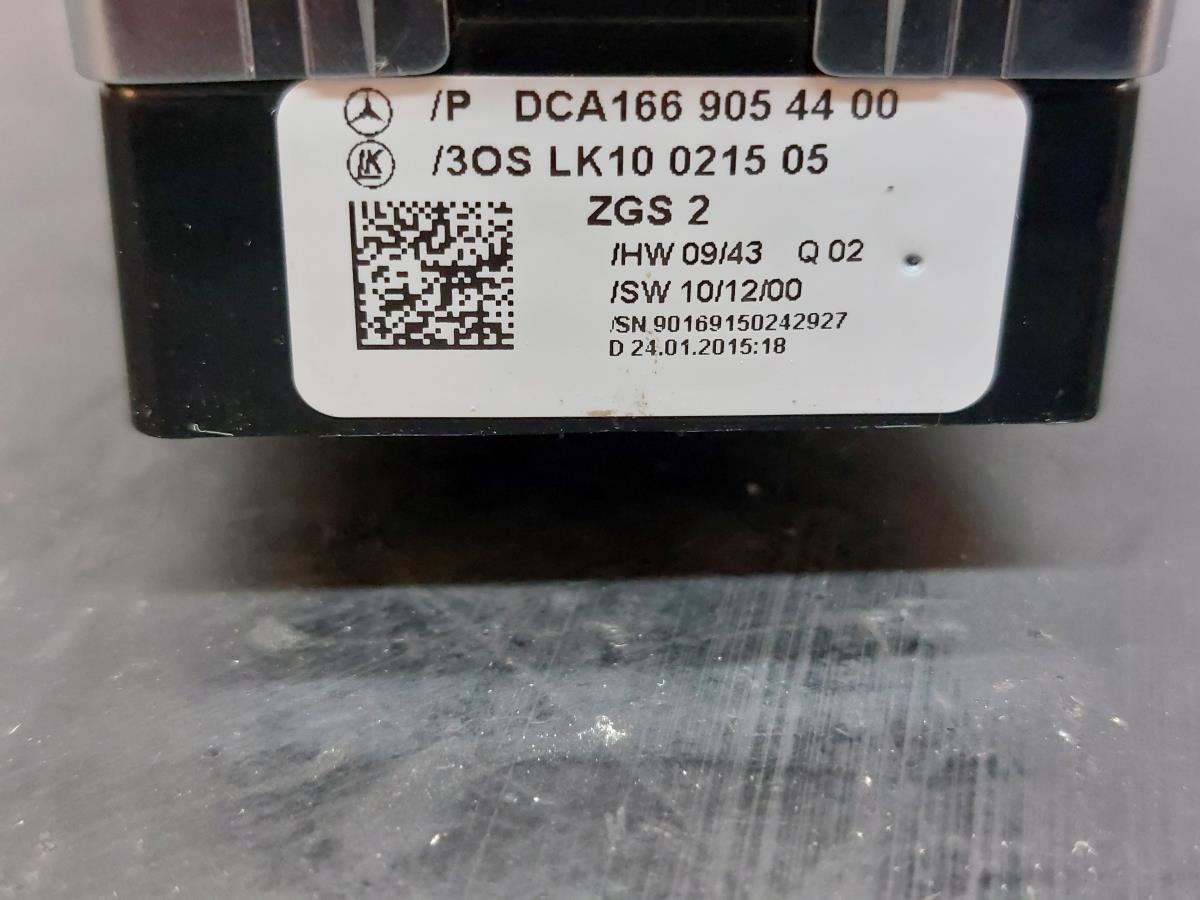 /P DCA166 905 44 00
LK /3OS LK10 0215 05
ZGS 2
/HW 09/43 Q 02
/SW 10/12/00
/SN 90169150242927
D 24.01.2015:18